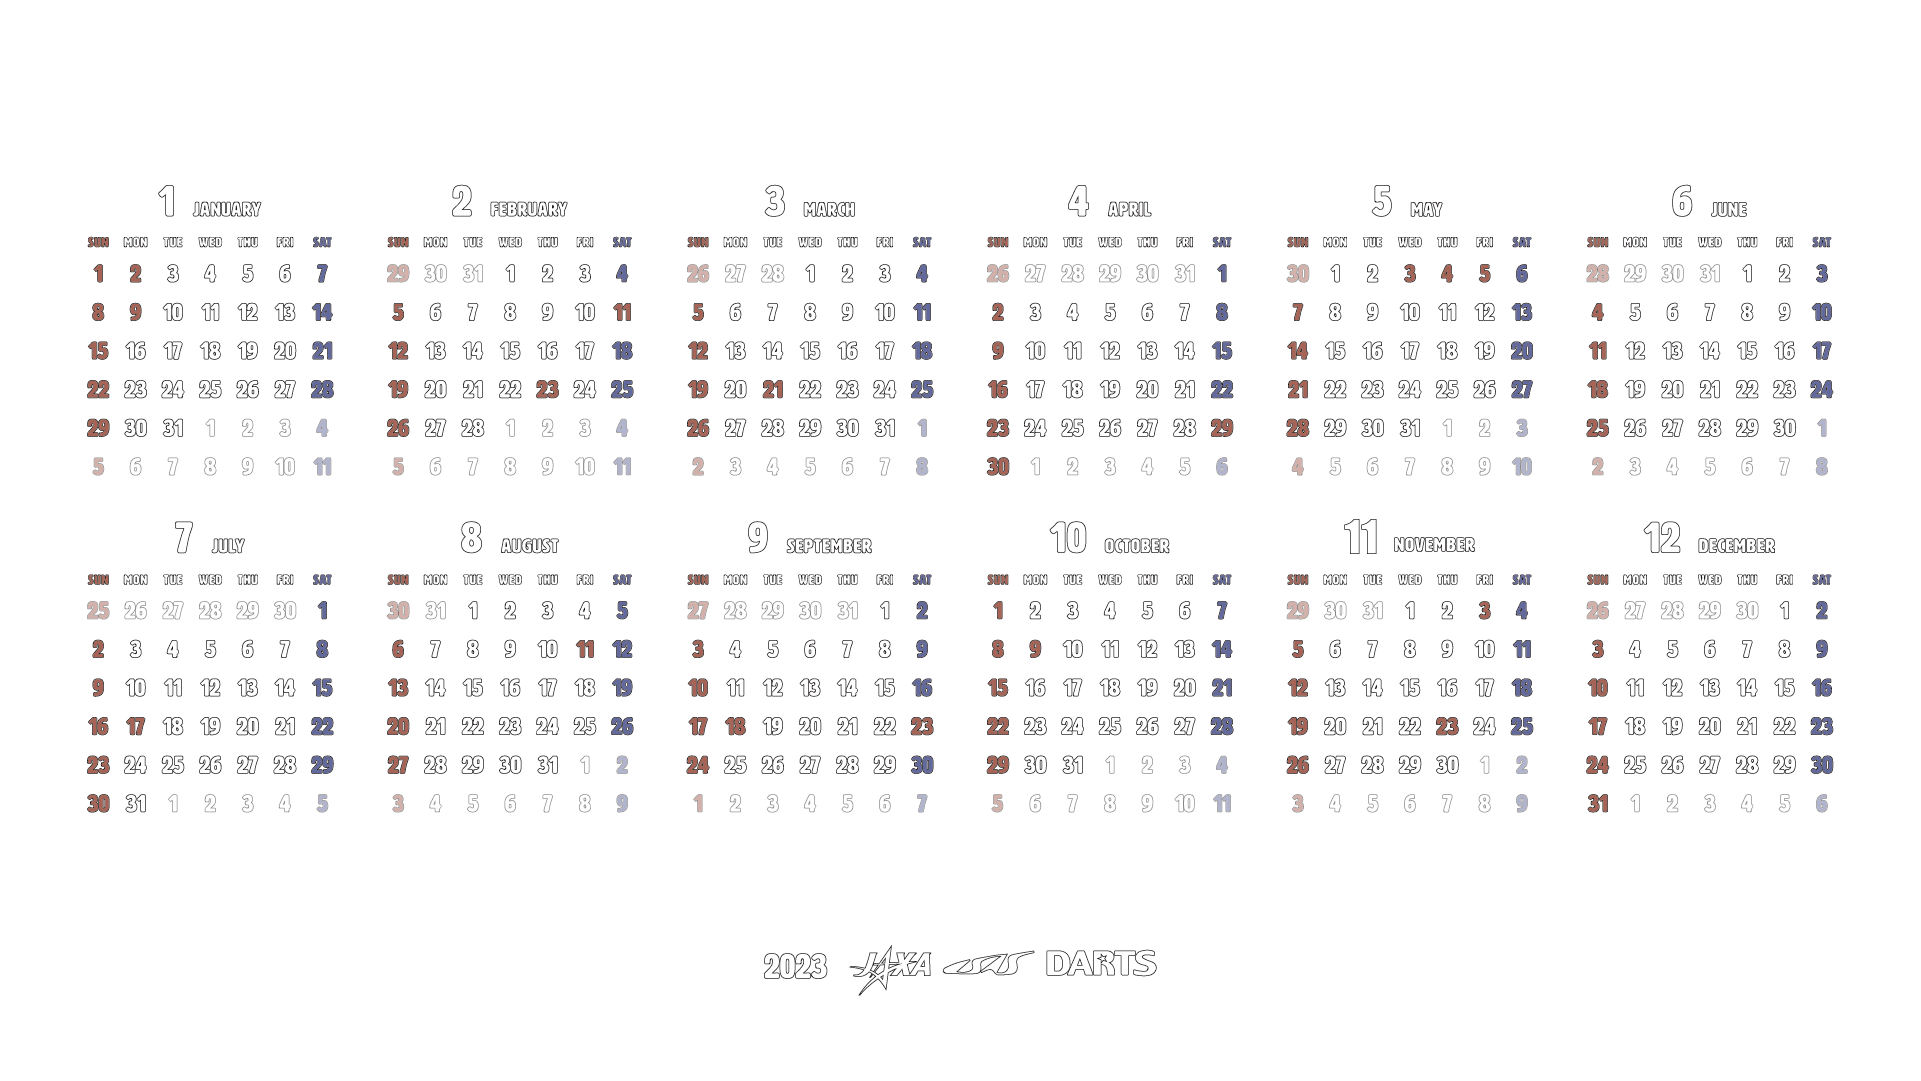 1 JANUARY
SUN MON TUE WED THU FRI SAT
1 2 3 4 5 6 7
8 9 10 11 12 13 14
15 16 17 18 19 20 21
22 23 24 25 26 27 28
29 30 31 1 2 3 4
5 6 7 8 9 10 11
2 FEBRUARY
SUN MON TUE WED THU FRI SAT
29 30 31 1 2 3 4
5 6 7 8 9 10 11
12 13 14 15 16 17 18
19 20 21 22 23 24 25
26 27 28 1 2 3 4
5 6 7 8 9 10 11
3 MARCH
SUN MON TUE WED THU FRI SAT
26 27 28 1 2 3 4
5 6 7 8 9 10 11
12 13 14 15 16 17 18
19 20 21 22 23 24 25
26 27 28 29 30 31 1
2 3 4 5 6 7 8
4 APRIL
SUN MON TUE WED THU FRI SAT
26 27 28 29 30 31 1
2 3 4 5 6 7 8
9 10 11 12 13 14 15
16 17 18 19 20 21 22
23 24 25 26 27 28 29
30 1 2 3 4 5 6
5 MAY
SUN MON TUE WED THU FRI SAT
30 1 2 3 4 5 6
7 8 9 10 11 12 13
14 15 16 17 18 19 20
21 22 23 24 25 26 27
28 29 30 31 1 2 3
4 5 6 7 8 9 10
6 JUNE
SUN MON TUE WED THU FRI SAT
28 29 30 31 1 2 3
4 5 6 7 8 9 10
11 12 13 14 15 16 17
18 19 20 21 22 23 24
25 26 27 28 29 30 1
2 3 4 5 6 7 8
7 JULY
SUN MON TUE WED THU FRI SAT
25 26 27 28 29 30 1
2 3 4 5 6 7 8
9 10 11 12 13 14 15
16 17 18 19 20 21 22
23 24 25 26 27 28 29
30 31 1 2 3 4 5
8 AUGUST
SUN MON TUE WED THU FRI SAT
30 31 1 2 3 4 5
6 7 8 9 10 11 12
13 14 15 16 17 18 19
20 21 22 23 24 25 26
27 28 29 30 31 1 2
3 4 5 6 7 8 9
9 SEPTEMBER
SUN MON TUE WED THU FRI SAT
27 28 29 30 31 1 2
3 4 5 6 7 8 9
10 11 12 13 14 15 16
17 18 19 20 21 22 23
24 25 26 27 28 29 30
1 2 3 4 5 6 7
10 OCTOBER
SUN MON TUE WED THU FRI SAT
1 2 3 4 5 6 7
8 9 10 11 12 13 14
15 16 17 18 19 20 21
22 23 24 25 26 27 28
29 30 31 1 2 3 4
5 6 7 8 9 10 11
11 NOVEMBER
SUN MON TUE WED THU FRI SAT
29 30 31 1 2 3 4
5 6 7 8 9 10 11
12 13 14 15 16 17 18
19 20 21 22 23 24 25
26 27 28 29 30 1 2
3 4 5 6 7 8 9
12 DECEMBER
SUN MON TUE WED THU FRI SAT
26 27 28 29 30 1 2
3 4 5 6 7 8 9
10 11 12 13 14 15 16
17 18 19 20 21 22 23
24 25 26 27 28 29 30
31 1 2 3 4 5 6
2023 JAXA ISAS DARTS